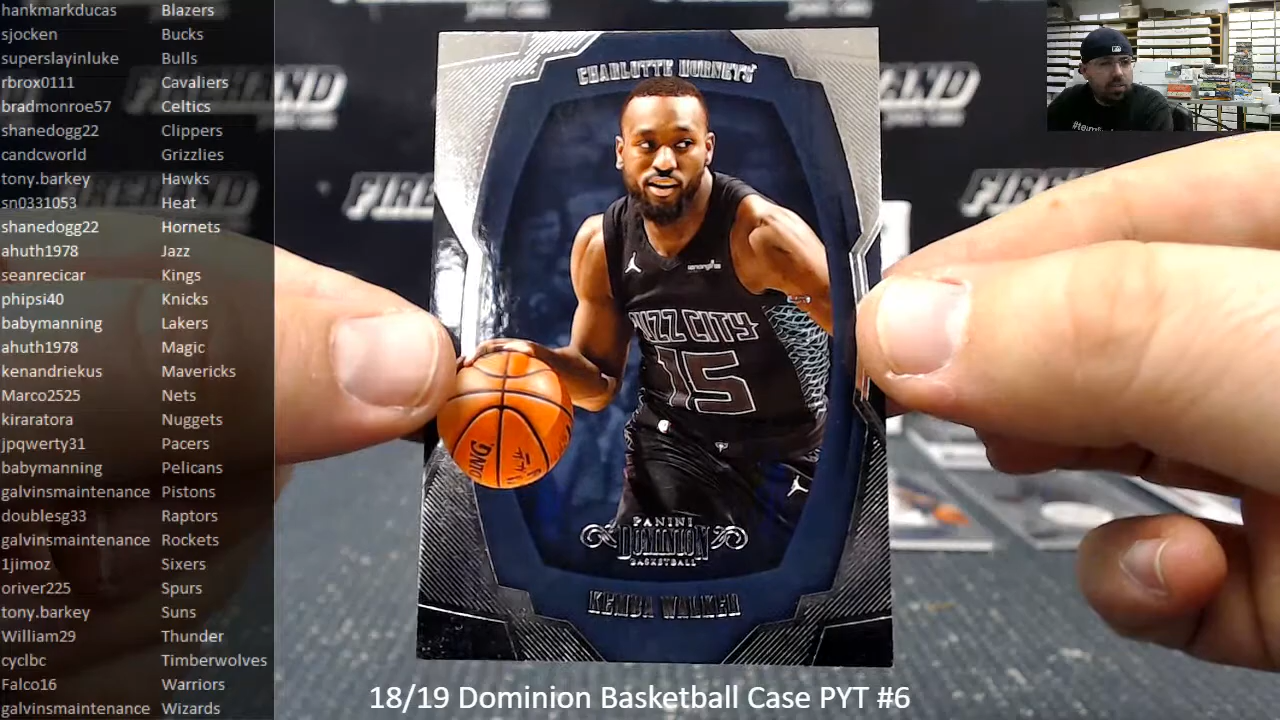 hankmarkducas Blazers
sjocken Bucks
superslayinluke Bulls
rbrox0111 Cavaliers
bradmonroe57 Celtics
shanedogg22 Clippers
candcworld Grizzlies
tony.barkey Hawks
sn0331053 Heat
shanedogg22 Hornets
ahuth1978 Jazz
seanrecicar Kings
phipsi40 Knicks
babymanning Lakers
ahuth1978 Magic
kenandriekus Mavericks
Marco2525 Nets
kiraratora Nuggets
jpqwerty31 Pacers
babymanning Pelicans
galvinsmaintenance Pistons
doublesg33 Raptors
galvinsmaintenance Rockets
1jimoz Sixers
oriver225 Spurs
tony.barkey Suns
William29 Thunder
cyclbc Timberwolves
Falco16 Warriors
galvinsmaintenance Wizards
CHARLOTTE HORNETS
BUZZ CITY
15
PANINI
DOMINION
BASKETBALL
KEMBA WALKER
18/19 Dominion Basketball Case PYT #6